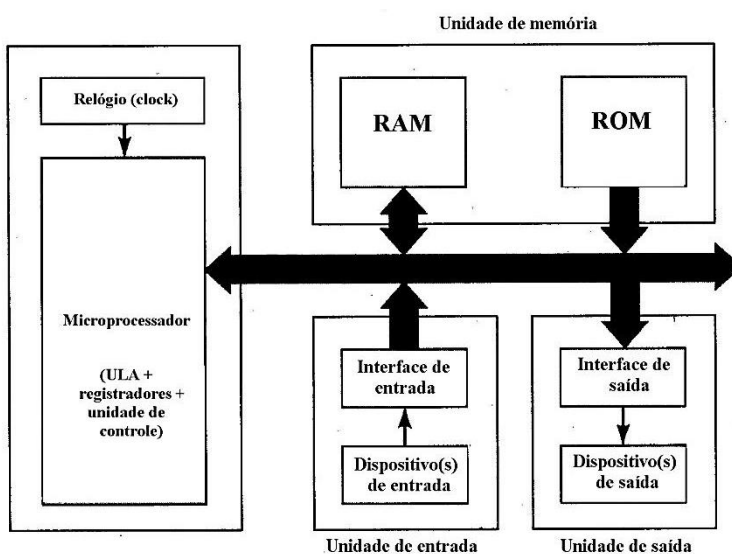 Unidade de memória
Relógio (clock)
RAM
ROM
Microprocessador
(ULA +
registradores +
unidade de
controle)
Interface de
entrada
Dispositivo(s)
de entrada
Unidade de entrada
Interface de
saída
Dispositivo(s)
de saída
Unidade de saída